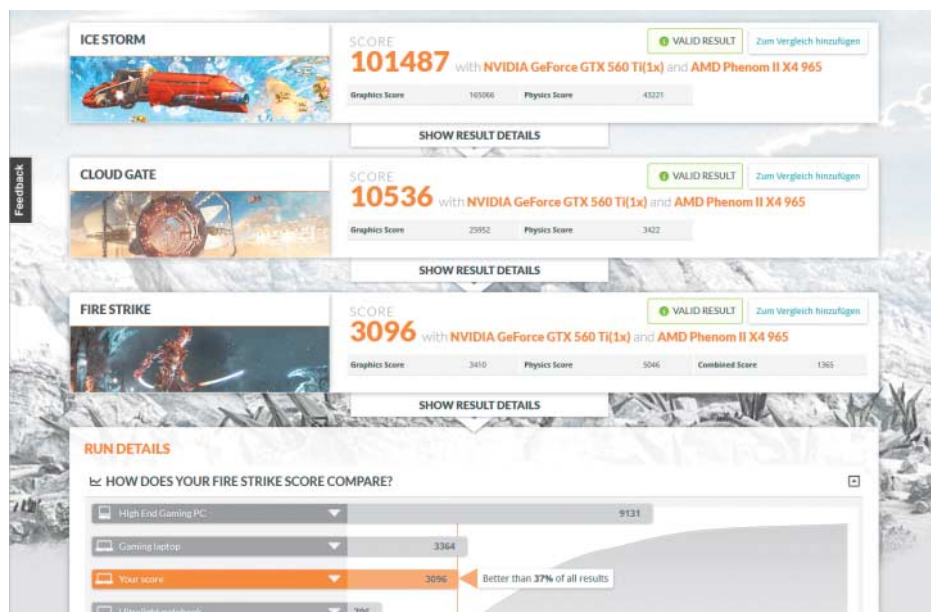 ICE STORM
SCORE
101487 with NVIDIA GeForce GTX 560 Ti(1x) and AMD Phenom II X4 965
VALID RESULT
Zum Vergleich hinzufügen
Graphics Score 165066 Physics Score 43221
SHOW RESULT DETAILS
Feedback
CLOUD GATE
SCORE
10536 with NVIDIA GeForce GTX 560 Ti(1x) and AMD Phenom II X4 965
VALID RESULT
Zum Vergleich hinzufügen
Graphics Score 25952 Physics Score 3422
SHOW RESULT DETAILS
FIRE STRIKE
SCORE
3096 with NVIDIA GeForce GTX 560 Ti(1x) and AMD Phenom II X4 965
VALID RESULT
Zum Vergleich hinzufügen
Graphics Score 3410 Physics Score 5046 Combined Score 1365
SHOW RESULT DETAILS
RUN DETAILS
HOW DOES YOUR FIRE STRIKE SCORE COMPARE?
High End Gaming PC 9131
Gaming laptop 3364
Your score 3096 Better than 37% of all results